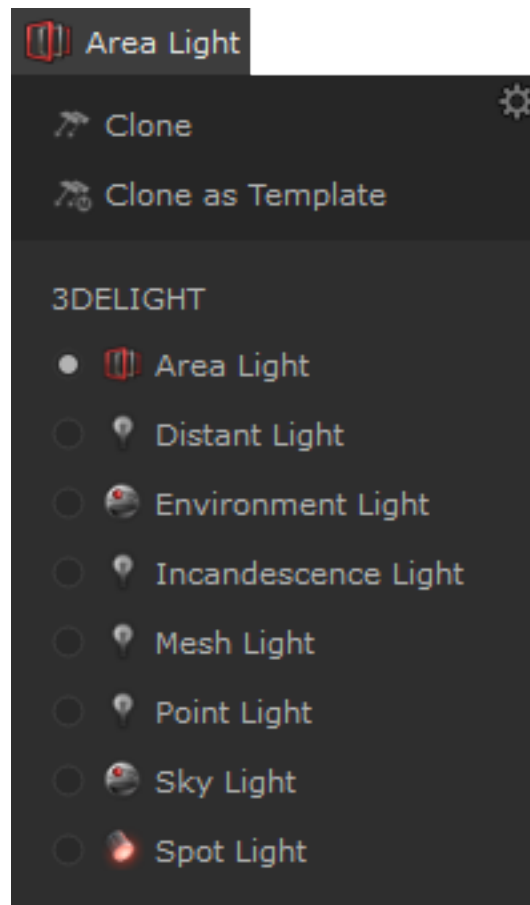 Area Light
Clone
Clone as Template
3DELIGHT
Area Light
Distant Light
Environment Light
Incandescence Light
Mesh Light
Point Light
Sky Light
Spot Light